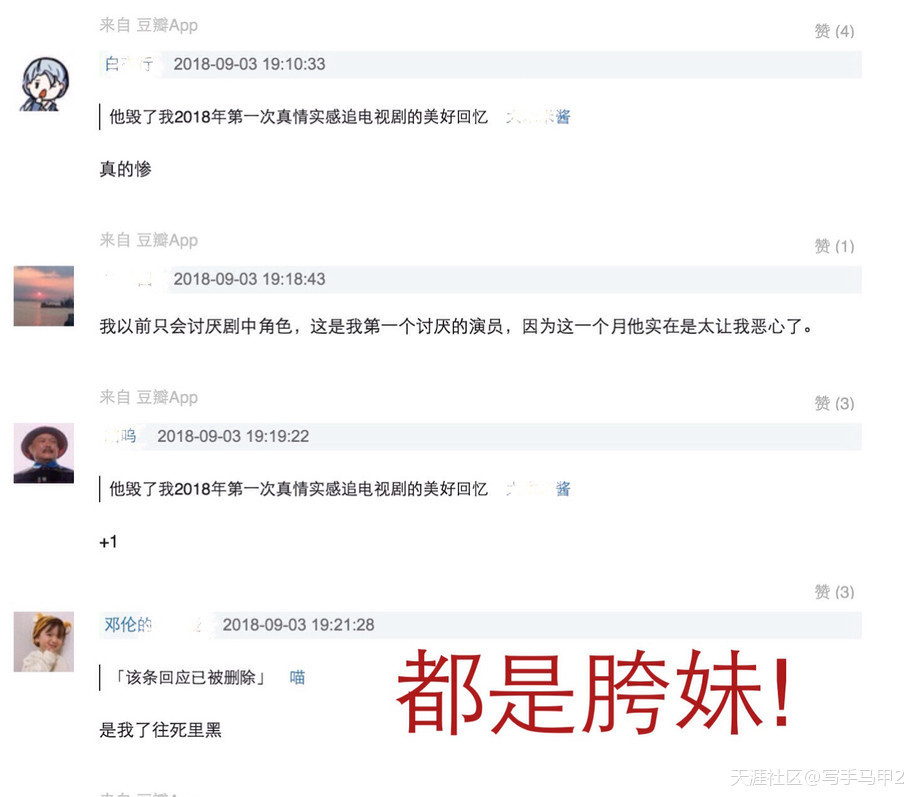 来自 豆瓣App
赞 (4)
2018-09-03 19:10:33
他毁了我2018年第一次真情实感追电视剧的美好回忆 酱
真的惨
来自 豆瓣App
赞 (1)
2018-09-03 19:18:43
我以前只会讨厌剧中角色，这是我第一个讨厌的演员，因为这一个月他实在是太让我恶心了。
来自 豆瓣App
赞 (3)
呜 2018-09-03 19:19:22
他毁了我2018年第一次真情实感追电视剧的美好回忆 酱
+1
赞 (3)
邓伦的 2018-09-03 19:21:28
「该条回应已被删除」 喵
是我了往死里黑
都是胯妹!
天涯社区@写手马甲2